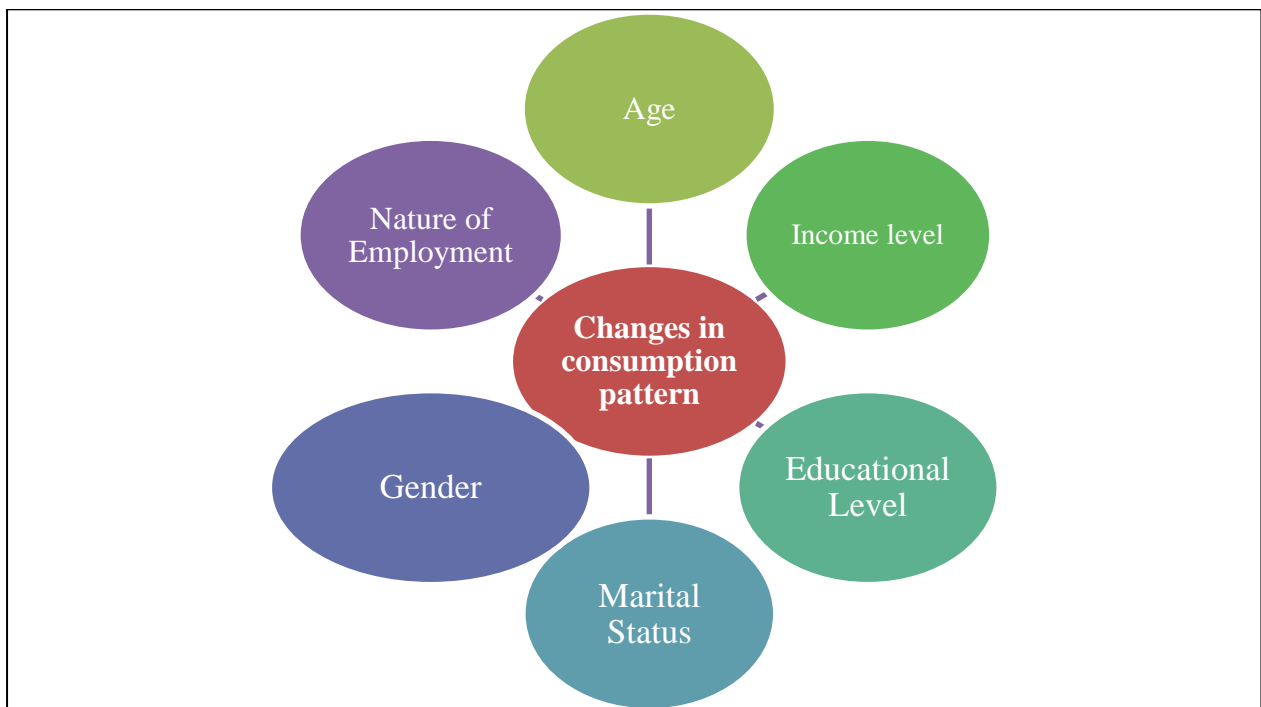 Age
Nature of
Employment
Income level
Changes in
consumption
pattern
Gender
Educational
Level
Marital
Status